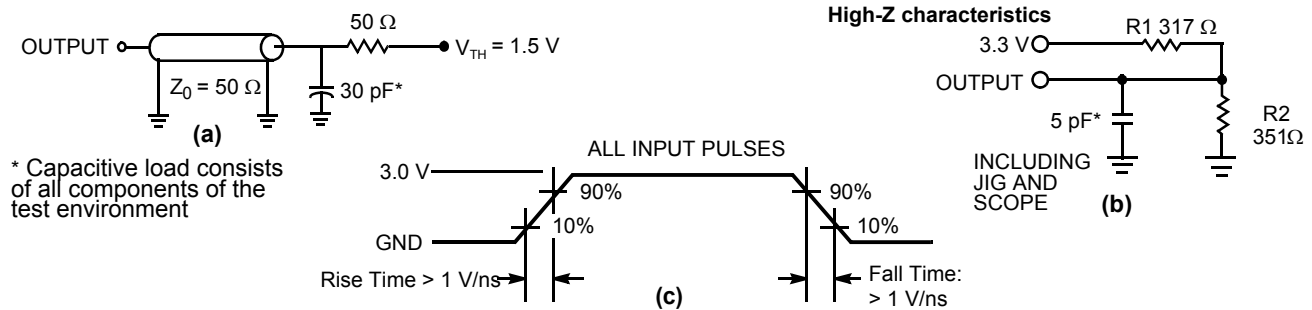 50 Ω
OUTPUT
V_TH = 1.5 V
Z_0 = 50 Ω
30 pF*
(a)
* Capacitive load consists
of all components of the
test environment
High-Z characteristics
R1 317 Ω
3.3 V
OUTPUT
5 pF*
R2
351Ω
INCLUDING
JIG AND
SCOPE
(b)
ALL INPUT PULSES
3.0 V
90%
90%
10%
10%
GND
Rise Time > 1 V/ns
Fall Time:
> 1 V/ns
(c)